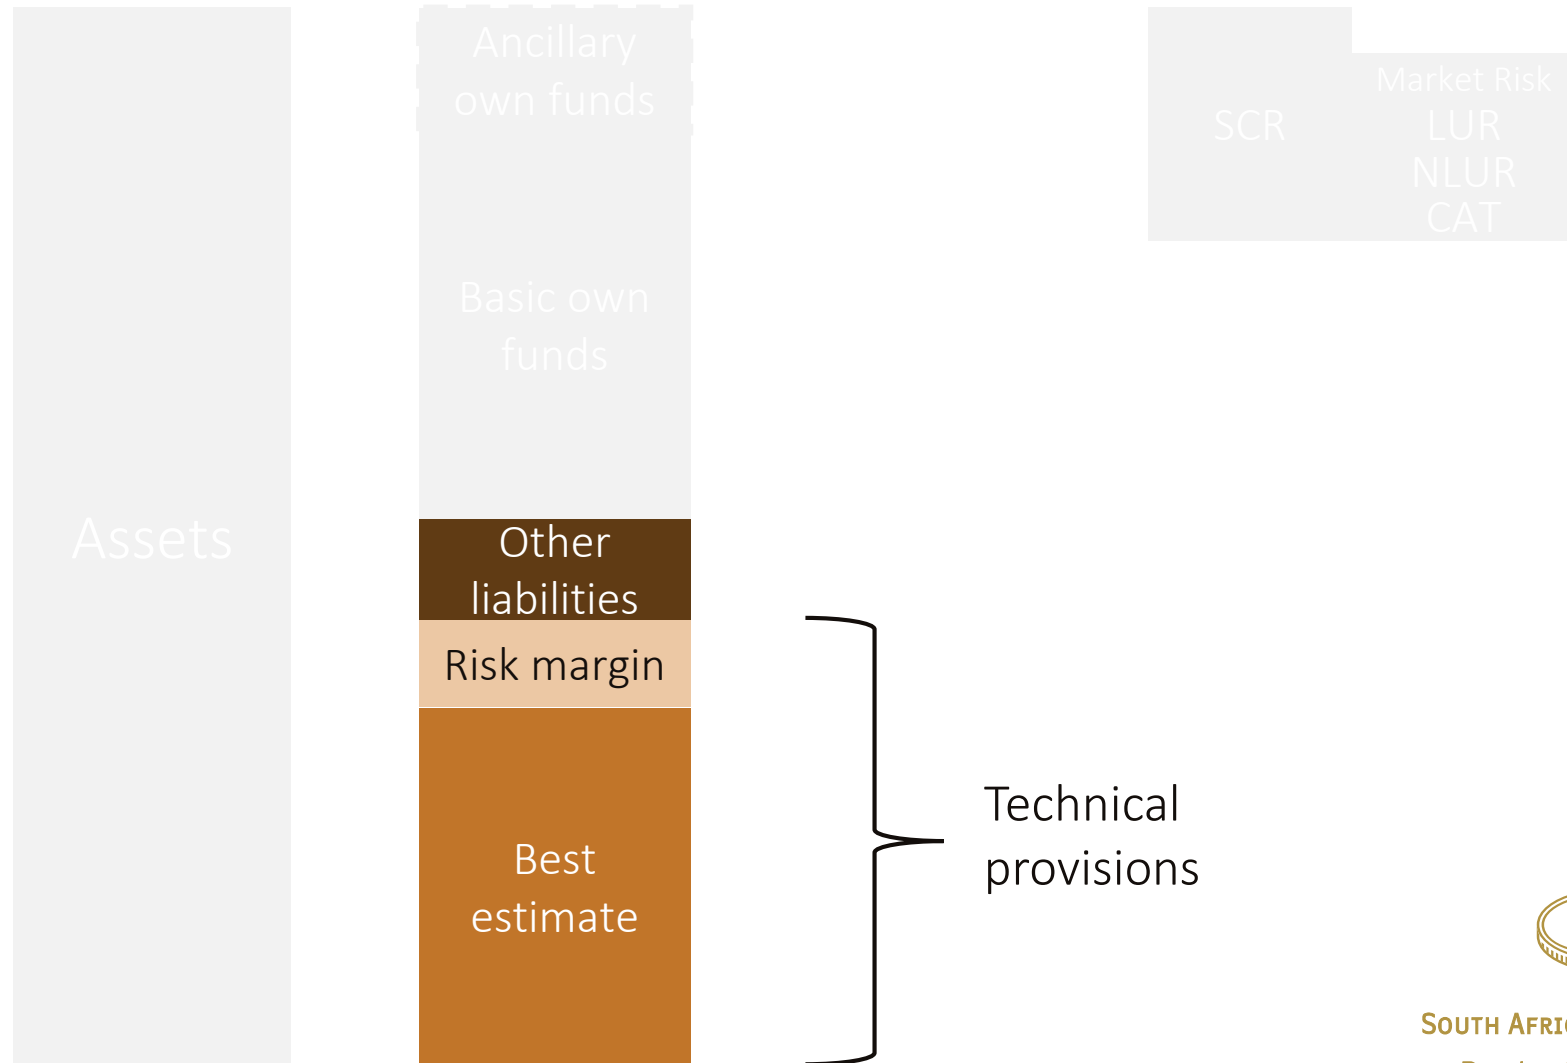 Ancillary
own funds
Market Risk
SCR
LUR
NLUR
CAT
Basic own
funds
Assets
Other
liabilities
Risk margin
Best
estimate
Technical
provisions
SOUTH